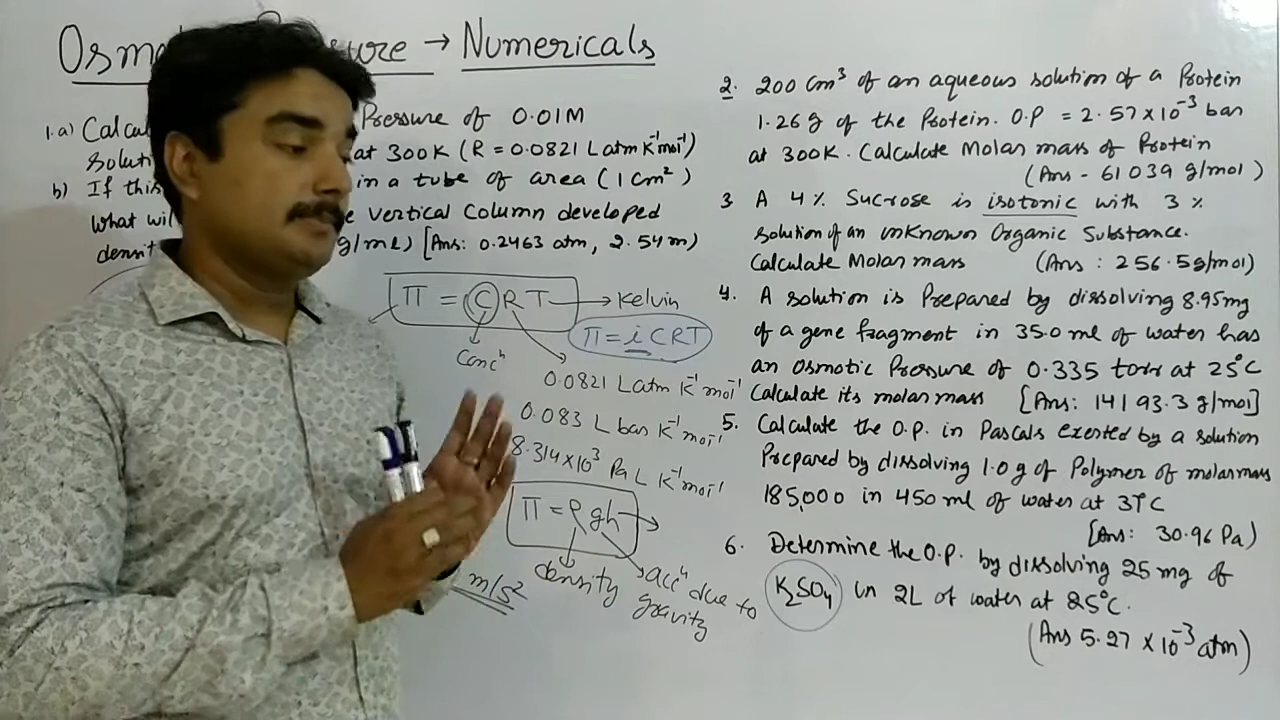 Osm ure → Numericals
1.a) Calcu Pressure of 0.01M
Soluti at 300K (R = 0.0821 L atm K⁻¹ mol⁻¹)
b) If this in a tube of area (1 cm²)
What wil e vertical Column developed
densit g/mL) [Ans: 0.2463 atm, 2.54 m)
Π = C R T → Kelvin
Π = i CRT
Concⁿ
0.0821 L atm K⁻¹ mol⁻¹
0.083 L bar K⁻¹ mol⁻¹
8.314 × 10³ Pa L K⁻¹ mol⁻¹
Π = ρgh
density
accⁿ due to
gravity
m/s²
2. 200 cm³ of an aqueous solution of a Protein
1.26 g of the Protein. O.P = 2.57 × 10⁻³ bar
at 300K. Calculate Molar mass of Protein
(Ans - 61039 g/mol)
3 A 4 % Sucrose is isotonic with 3 %
Solution of an unknown Organic Substance.
Calculate Molar mass (Ans : 256.5 g/mol)
4. A solution is Prepared by dissolving 8.95 mg
of a gene fragment in 35.0 ml of water has
an Osmotic Pressure of 0.335 torr at 25°C
Calculate its molar mass [Ans: 14193.3 g/mol]
5. Calculate the O.P. in Pascals exerted by a solution
Prepared by dissolving 1.0 g of Polymer of molar mass
185,000 in 450 ml of water at 37°C
[Ans: 30.96 Pa)
6. Determine the O.P. by dissolving 25 mg of
K₂SO₄ in 2L of water at 25°C.
(Ans 5.27 × 10⁻³ atm)